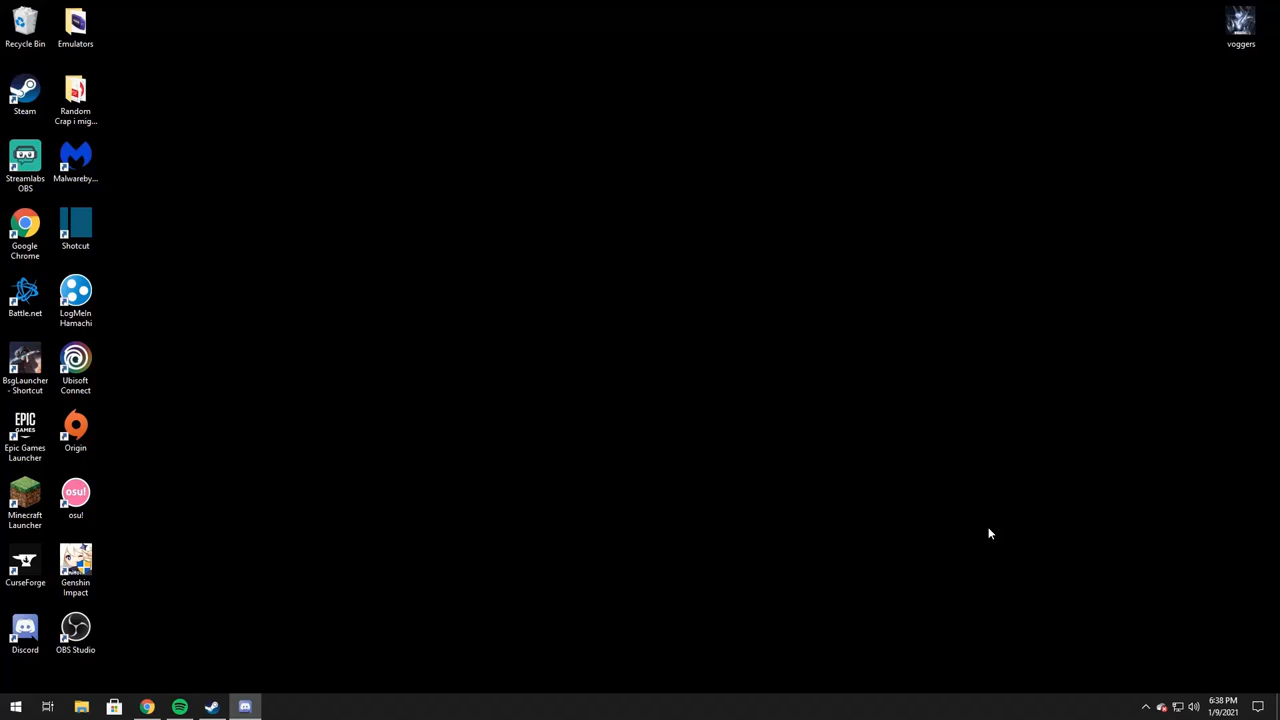 Recycle Bin
Emulators
voggers
Steam
Random
Crap i mig...
Streamlabs
OBS
Malwareby...
Google
Chrome
Shotcut
Battle.net
LogMeIn
Hamachi
BsgLauncher
- Shortcut
Ubisoft
Connect
EPIC
GAMES
Epic Games
Launcher
Origin
Minecraft
Launcher
osu!
osu!
CurseForge
Genshin
Impact
Discord
OBS Studio
6:38 PM
1/9/2021